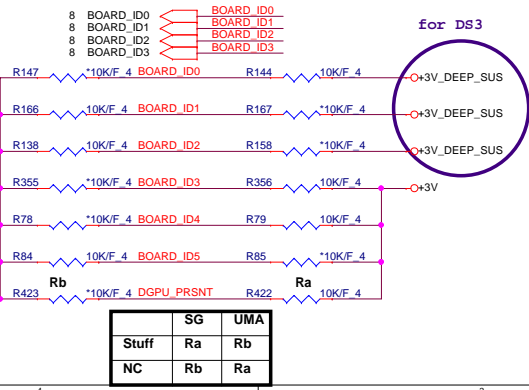 8 BOARD_ID0 BOARD_ID0
8 BOARD_ID1 BOARD_ID1
8 BOARD_ID2 BOARD_ID2
8 BOARD_ID3 BOARD_ID3
for DS3
R147 *10K/F_4 BOARD_ID0 R144 10K/F_4 +3V_DEEP_SUS
R166 10K/F_4 BOARD_ID1 R167 *10K/F_4 +3V_DEEP_SUS
R138 10K/F_4 BOARD_ID2 R158 *10K/F_4 +3V_DEEP_SUS
R355 *10K/F_4 BOARD_ID3 R356 10K/F_4 +3V
R78 *10K/F_4 BOARD_ID4 R79 10K/F_4
R84 10K/F_4 BOARD_ID5 R85 *10K/F_4
Rb Ra
R423 *10K/F_4 DGPU_PRSNT R422 10K/F_4
SG UMA
Stuff Ra Rb
NC Rb Ra